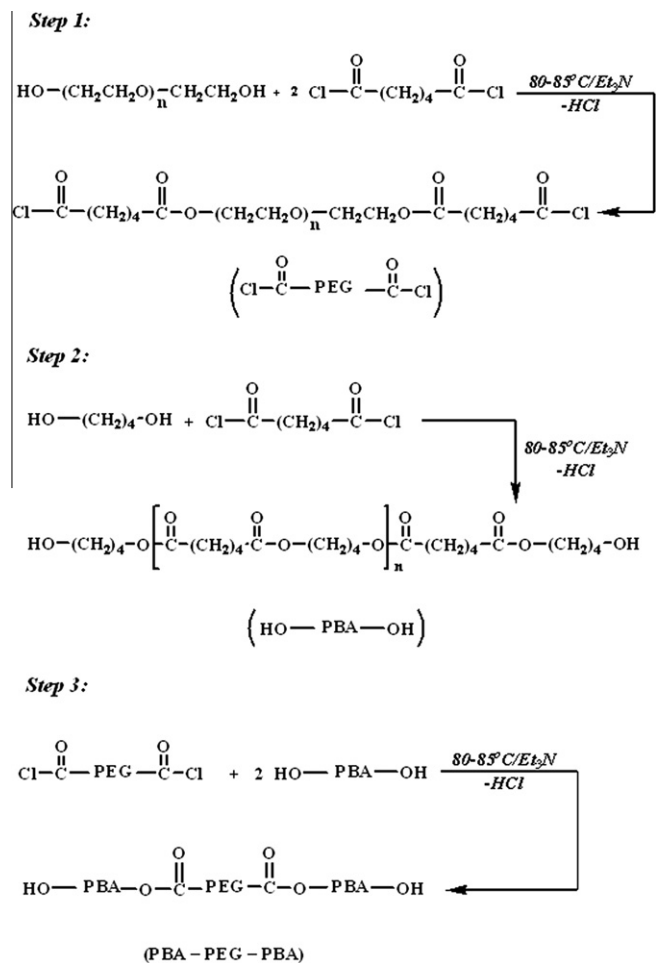 Step 1:
HO—(CH₂CH₂O)ₙ—CH₂CH₂OH + 2 Cl—C(=O)—(CH₂)₄—C(=O)—Cl 80-85°C/Et₃N
-HCl
Cl—C(=O)—(CH₂)₄—C(=O)—O—(CH₂CH₂O)ₙ—CH₂CH₂O—C(=O)—(CH₂)₄—C(=O)—Cl
(Cl—C(=O)—PEG—C(=O)—Cl)
Step 2:
HO—(CH₂)₄—OH + Cl—C(=O)—(CH₂)₄—C(=O)—Cl
80-85°C/Et₃N
-HCl
HO—(CH₂)₄—O—[C(=O)—(CH₂)₄—C(=O)—O—(CH₂)₄—O]ₙ—C(=O)—(CH₂)₄—C(=O)—O—(CH₂)₄—OH
(HO—PBA—OH)
Step 3:
Cl—C(=O)—PEG—C(=O)—Cl + 2 HO—PBA—OH 80-85°C/Et₃N
-HCl
HO—PBA—O—C(=O)—PEG—C(=O)—O—PBA—OH
(PBA – PEG – PBA)